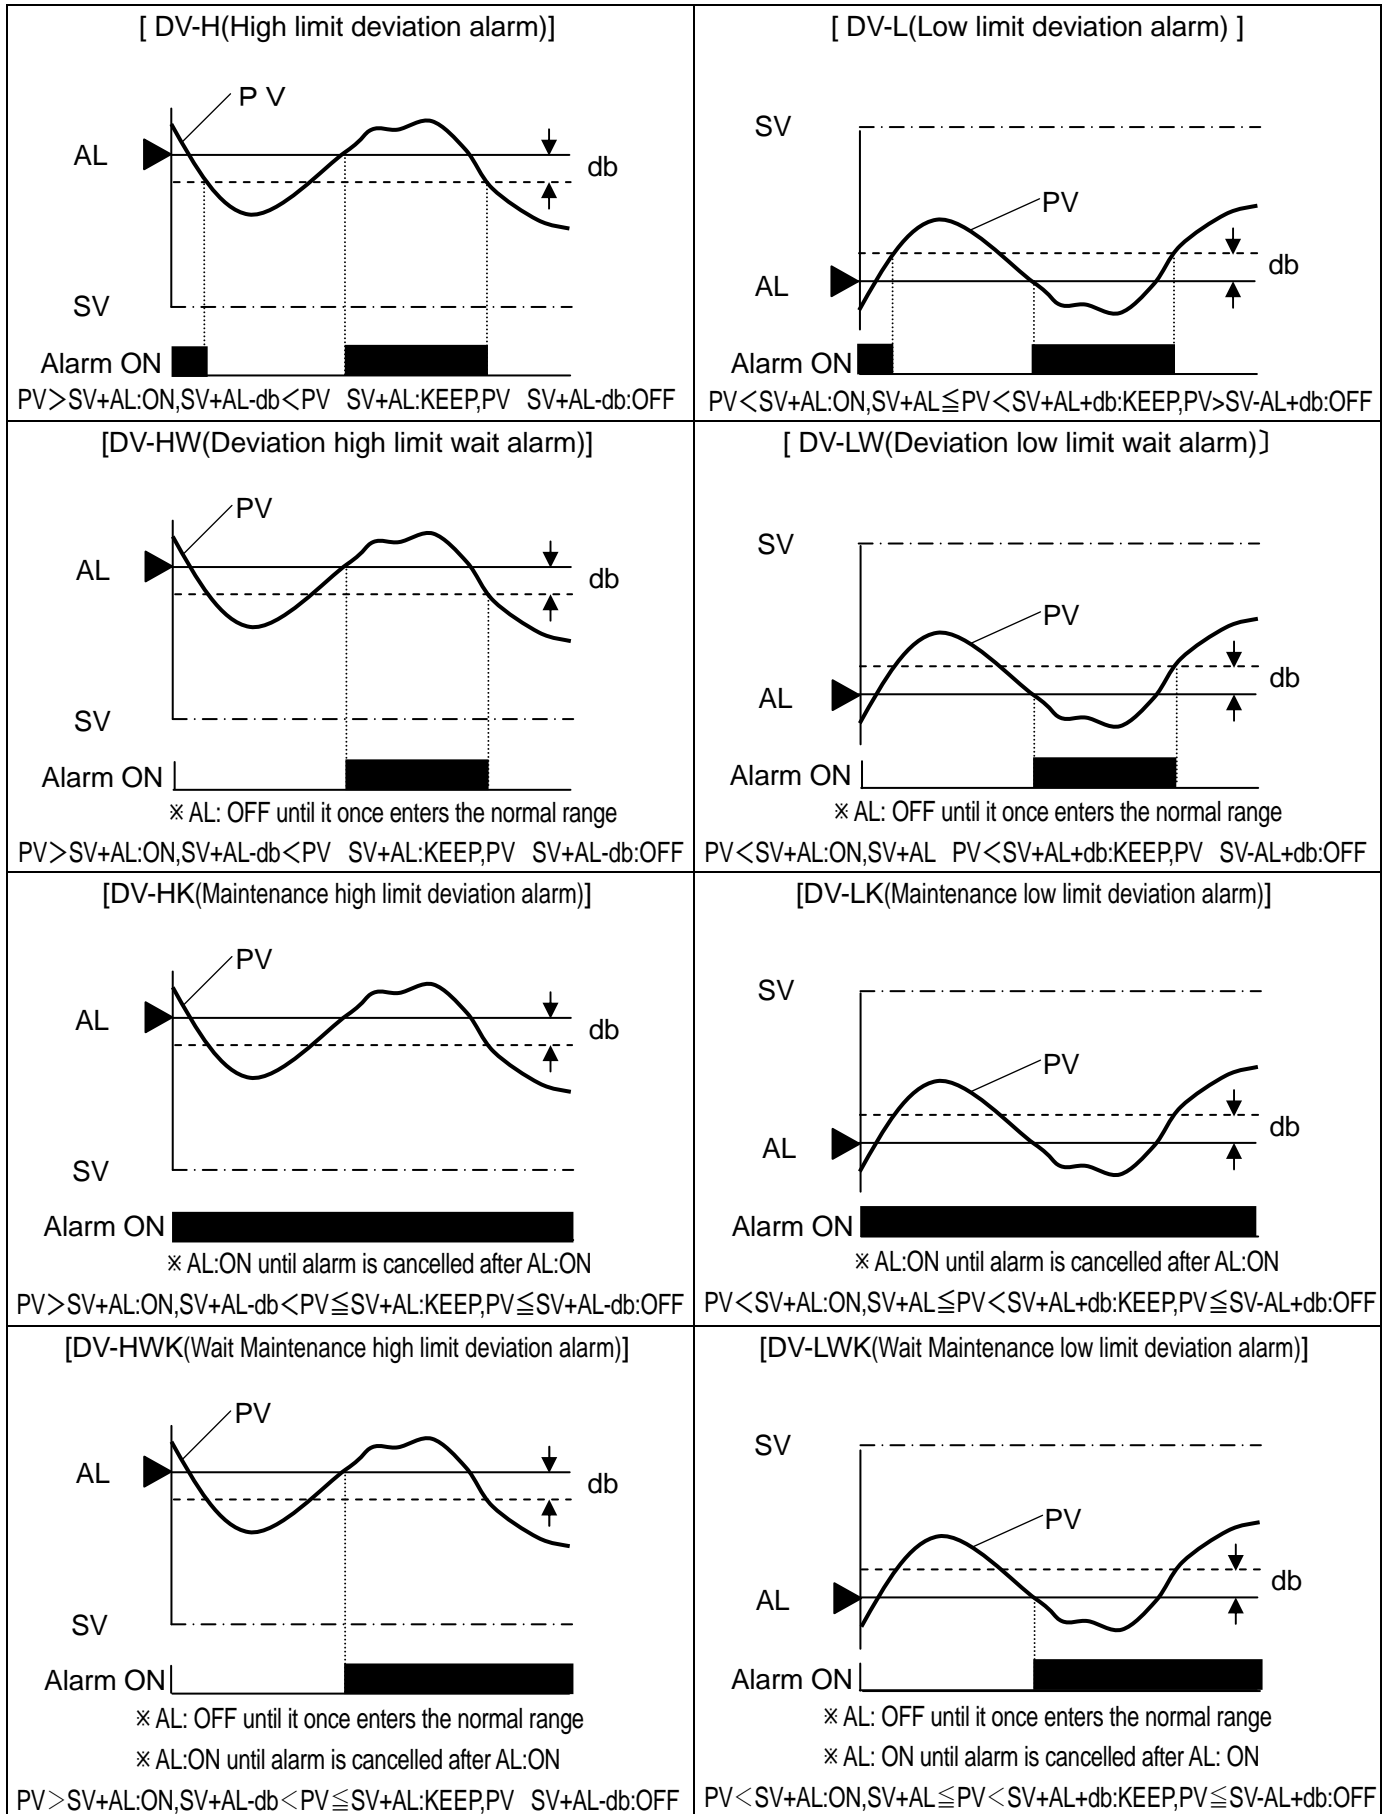 [ DV-H(High limit deviation alarm)]
P V
AL
db
SV
Alarm ON
PV＞SV+AL:ON,SV+AL-db＜PV   SV+AL:KEEP,PV   SV+AL-db:OFF
[ DV-L(Low limit deviation alarm) ]
SV
PV
db
AL
Alarm ON
PV＜SV+AL:ON,SV+AL≦PV＜SV+AL+db:KEEP,PV>SV-AL+db:OFF
[DV-HW(Deviation high limit wait alarm)]
PV
AL
db
SV
Alarm ON
※ AL: OFF until it once enters the normal range
PV＞SV+AL:ON,SV+AL-db＜PV   SV+AL:KEEP,PV   SV+AL-db:OFF
[ DV-LW(Deviation low limit wait alarm)〕
SV
PV
db
AL
Alarm ON
※ AL: OFF until it once enters the normal range
PV＜SV+AL:ON,SV+AL   PV＜SV+AL+db:KEEP,PV   SV-AL+db:OFF
[DV-HK(Maintenance high limit deviation alarm)]
PV
AL
db
SV
Alarm ON
※ AL:ON until alarm is cancelled after AL:ON
PV＞SV+AL:ON,SV+AL-db＜PV≦SV+AL:KEEP,PV≦SV+AL-db:OFF
[DV-LK(Maintenance low limit deviation alarm)]
SV
PV
db
AL
Alarm ON
※ AL:ON until alarm is cancelled after AL:ON
PV＜SV+AL:ON,SV+AL≦PV＜SV+AL+db:KEEP,PV≦SV-AL+db:OFF
[DV-HWK(Wait Maintenance high limit deviation alarm)]
PV
AL
db
SV
Alarm ON
※ AL: OFF until it once enters the normal range
※ AL:ON until alarm is cancelled after AL:ON
PV＞SV+AL:ON,SV+AL-db＜PV≦SV+AL:KEEP,PV   SV+AL-db:OFF
[DV-LWK(Wait Maintenance low limit deviation alarm)]
SV
PV
db
AL
Alarm ON
※ AL: OFF until it once enters the normal range
※ AL: ON until alarm is cancelled after AL: ON
PV＜SV+AL:ON,SV+AL≦PV＜SV+AL+db:KEEP,PV≦SV-AL+db:OFF